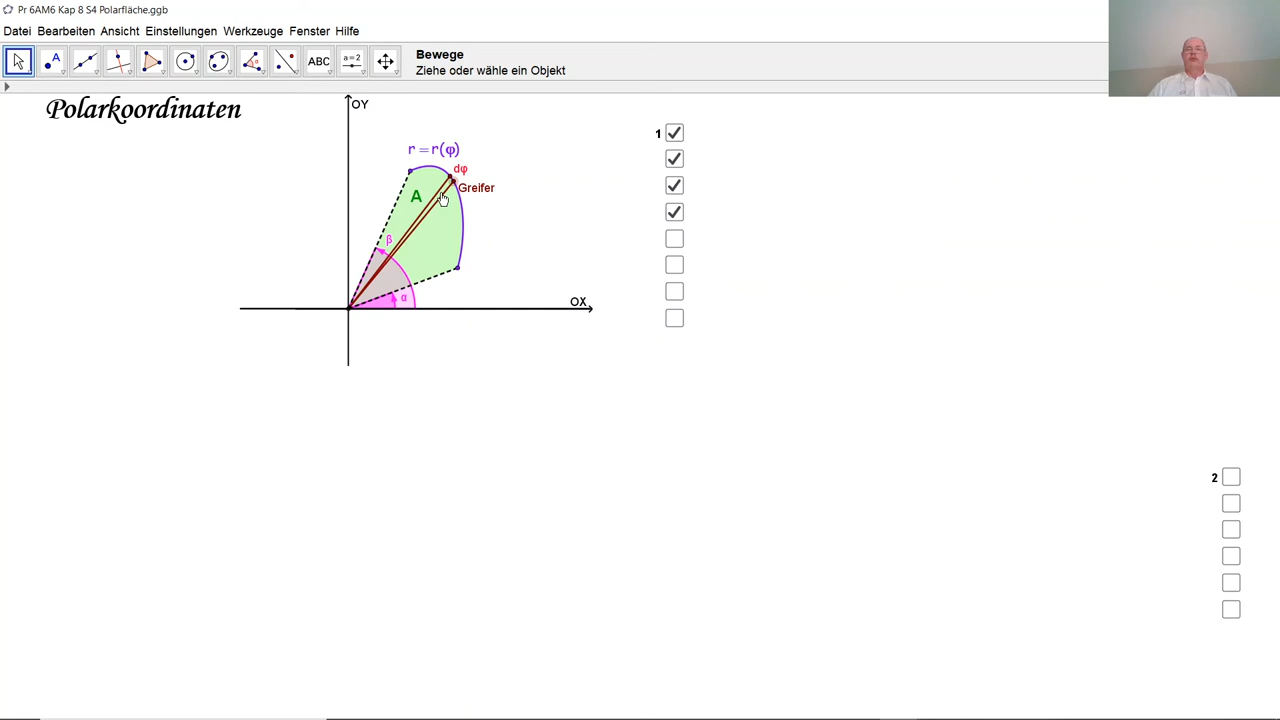 Pr 6AM6 Kap 8 S4 Polarfläche.ggb
Datei Bearbeiten Ansicht Einstellungen Werkzeuge Fenster Hilfe
A
ABC
a=2
Bewege
Ziehe oder wähle ein Objekt
Polarkoordinaten
OY
r = r(φ)
dφ
Greifer
A
β
α
OX
1
2